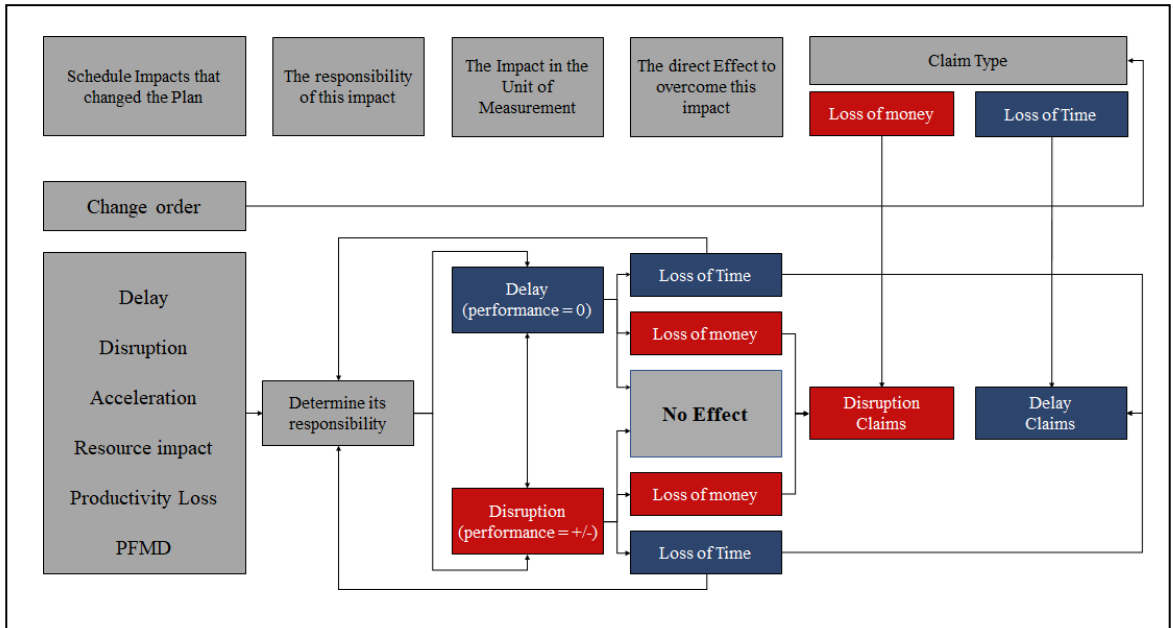 Schedule Impacts that
changed the Plan
The responsibility
of this impact
The Impact in the
Unit of
Measurement
The direct Effect to
overcome this
impact
Claim Type
Loss of money
Loss of Time
Change order
Delay
Disruption
Acceleration
Resource impact
Productivity Loss
PFMD
Determine its
responsibility
Delay
(performance = 0)
Disruption
(performance = +/-)
Loss of Time
Loss of money
No Effect
Loss of money
Loss of Time
Disruption
Claims
Delay
Claims